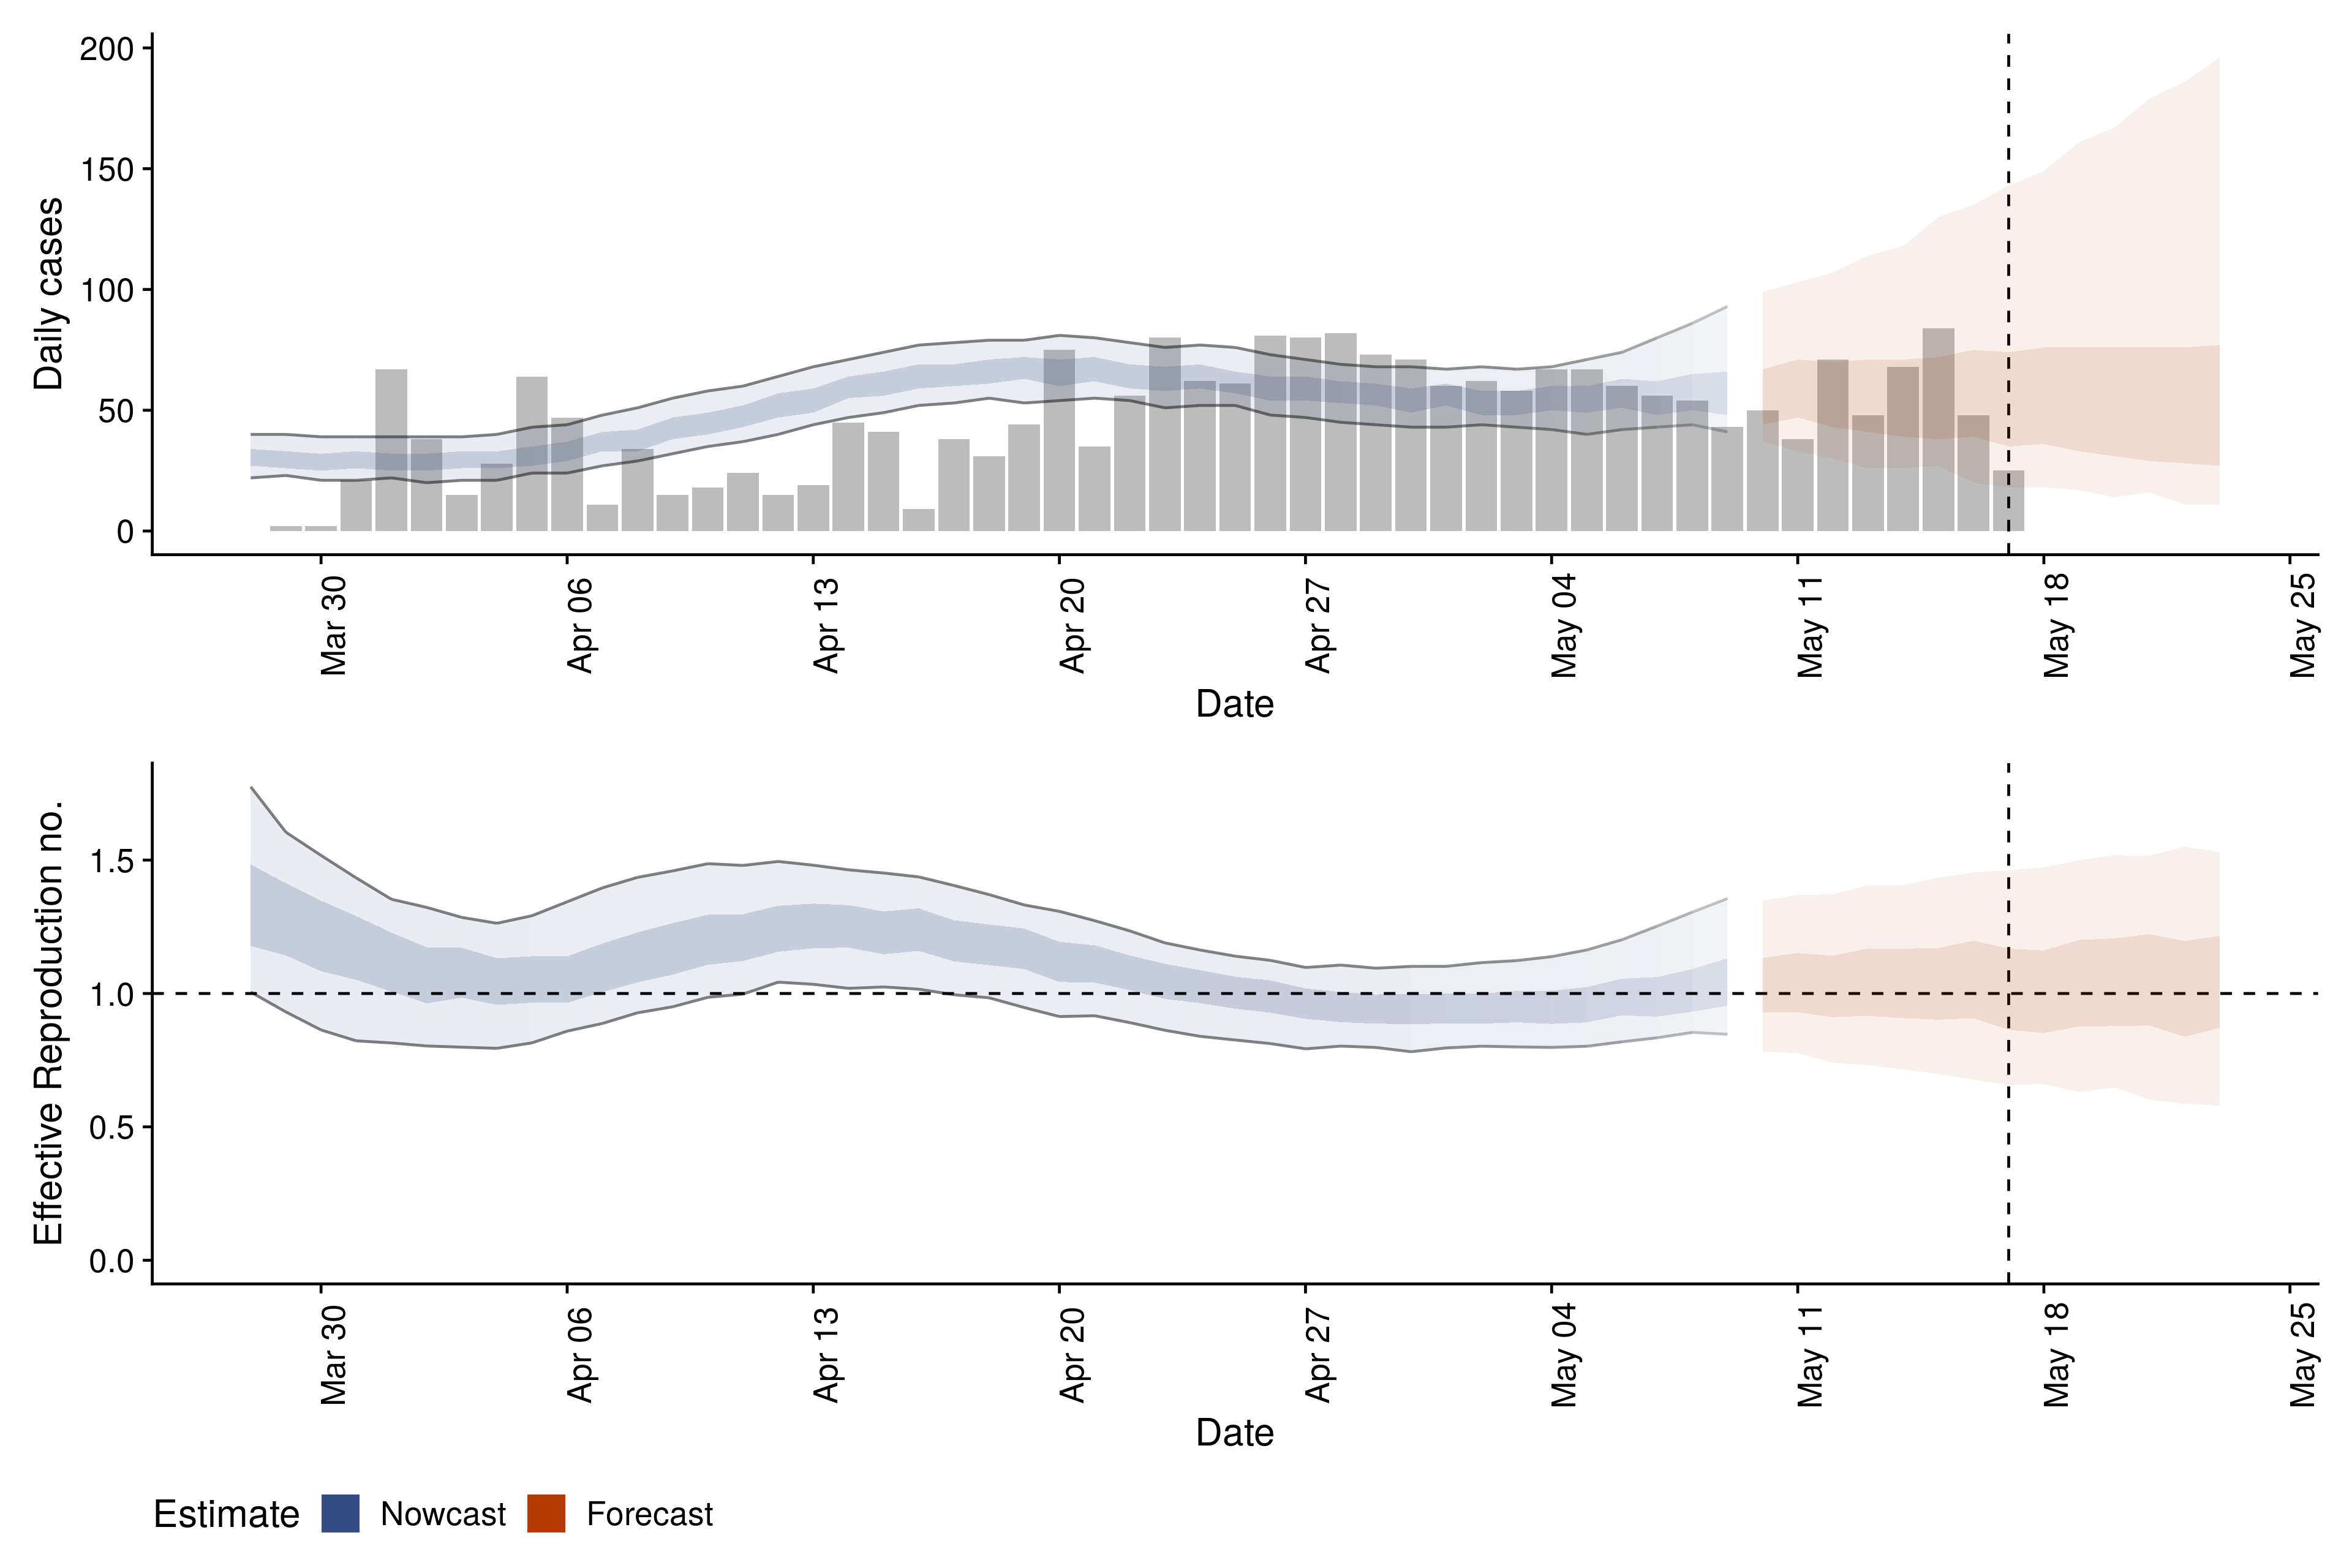 200
150
100
50
0
Daily cases
Mar 30
Apr 06
Apr 13
Apr 20
Apr 27
May 04
May 11
May 18
May 25
Date
1.5
1.0
0.5
0.0
Effective Reproduction no.
Mar 30
Apr 06
Apr 13
Apr 20
Apr 27
May 04
May 11
May 18
May 25
Date
Estimate Nowcast Forecast